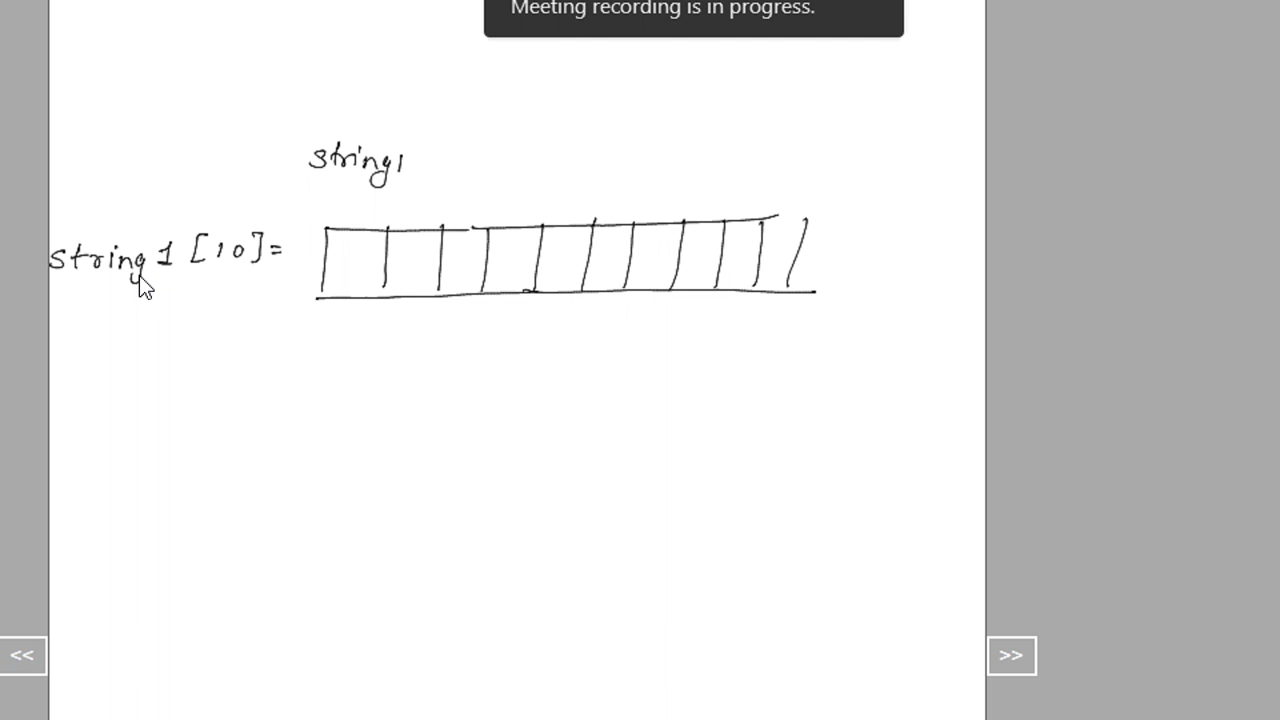 Meeting recording is in progress.
string1
string1 [10]=
<<
>>